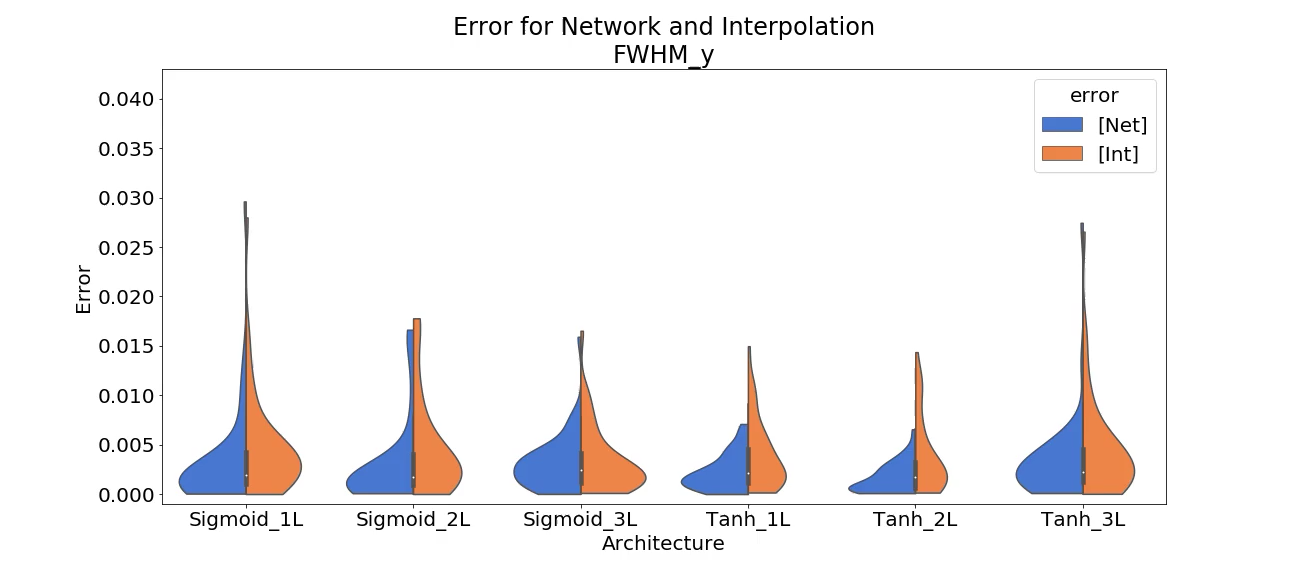 Error for Network and Interpolation
FWHM_y
error
[Net]
[Int]
0.040
0.035
0.030
0.025
0.020
0.015
0.010
0.005
0.000
Error
Sigmoid_1L Sigmoid_2L Sigmoid_3L Tanh_1L Tanh_2L Tanh_3L
Architecture